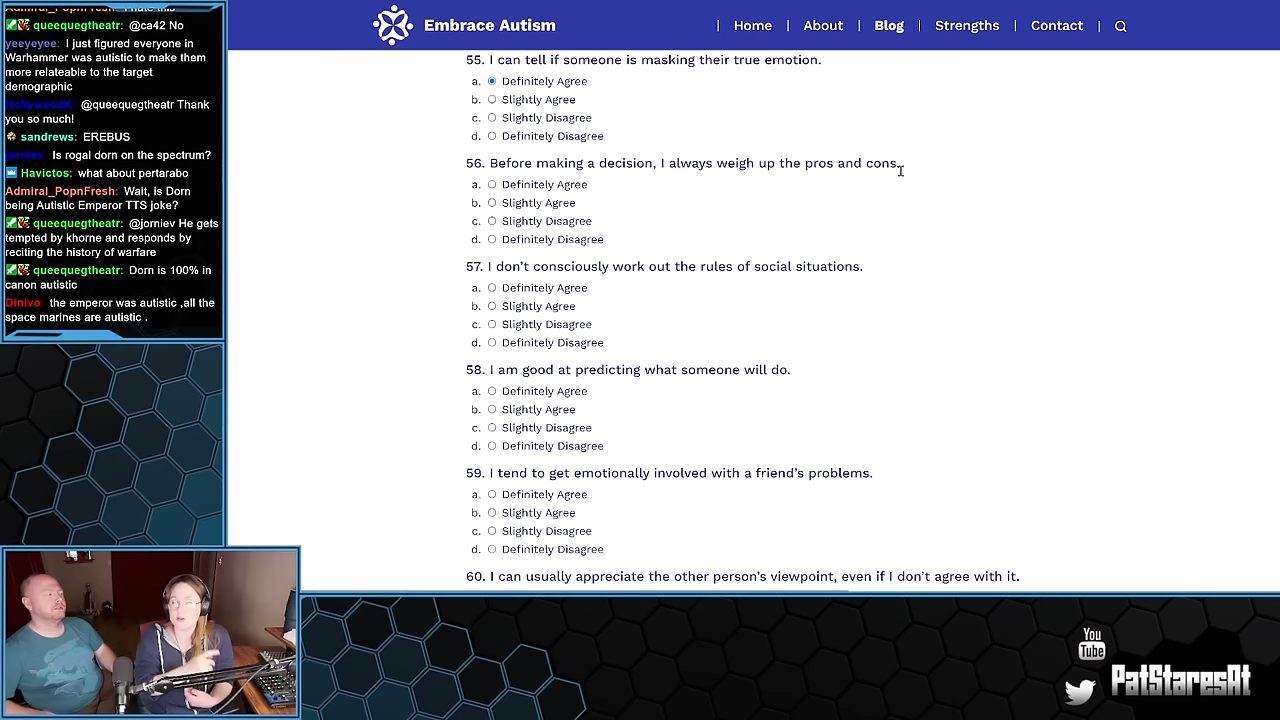 queequegtheatr: @ca42 No
yeeyeyee: I just figured everyone in
Warhammer was autistic to make them
more relateable to the target
demographic
@queequegtheatr Thank
you so much!
sandrews: EREBUS
jorniev: Is rogal dorn on the spectrum?
Havictos: what about pertarabo
Admiral_PopnFresh: Wait, is Dorn
being Autistic Emperor TTS joke?
queequegtheatr: @jorniev He gets
tempted by khorne and responds by
reciting the history of warfare
queequegtheatr: Dorn is 100% in
canon autistic
Dinivo: the emperor was autistic ,all the
space marines are autistic .
Embrace Autism
Home
About
Blog
Strengths
Contact
55. I can tell if someone is masking their true emotion.
a. Definitely Agree
b. Slightly Agree
c. Slightly Disagree
d. Definitely Disagree
56. Before making a decision, I always weigh up the pros and cons.
a. Definitely Agree
b. Slightly Agree
c. Slightly Disagree
d. Definitely Disagree
57. I don't consciously work out the rules of social situations.
a. Definitely Agree
b. Slightly Agree
c. Slightly Disagree
d. Definitely Disagree
58. I am good at predicting what someone will do.
a. Definitely Agree
b. Slightly Agree
c. Slightly Disagree
d. Definitely Disagree
59. I tend to get emotionally involved with a friend's problems.
a. Definitely Agree
b. Slightly Agree
c. Slightly Disagree
d. Definitely Disagree
60. I can usually appreciate the other person's viewpoint, even if I don't agree with it.
You
Tube
PatStaresAt